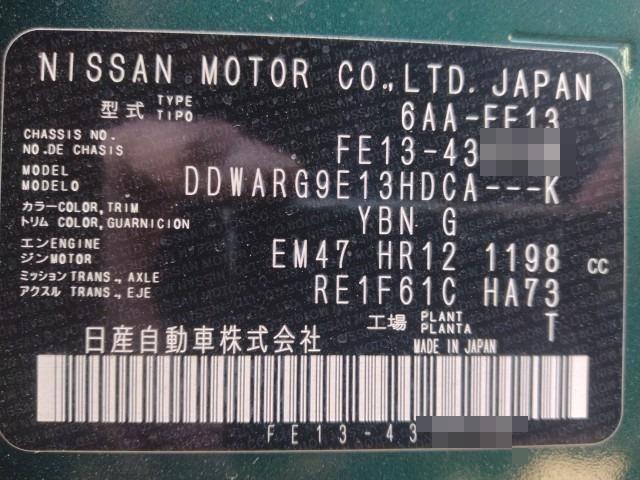 NISSAN MOTOR CO.,LTD. JAPAN
型式 TYPE TIPO 6AA-FE13
CHASSIS NO. NO.DE CHASIS FE13-43
MODEL MODELO DDWARG9E13HDCA---K
カラー COLOR,TRIM トリム COLOR,GUARNICION YBN G
エンジン ENGINE MOTOR EM47 HR12 1198 cc
ミッション TRANS., AXLE アクスル TRANS.,EJE RE1F61C HA73
工場 PLANT PLANTA T
日産自動車株式会社 MADE IN JAPAN
FE13-43